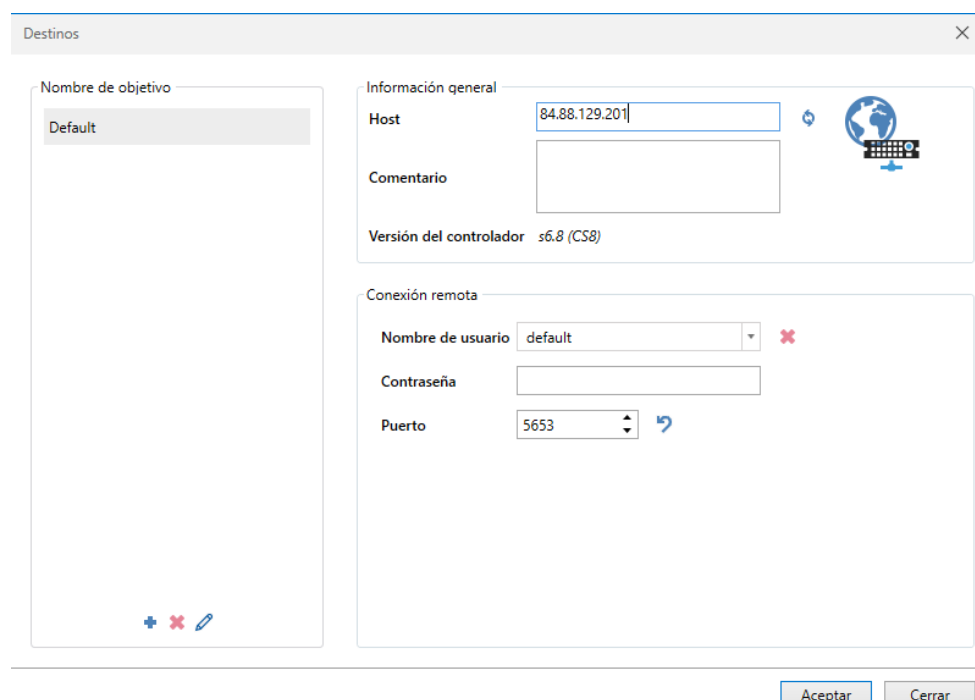 Destinos
Nombre de objetivo
Default
Información general
Host
84.88.129.201
Comentario
Versión del controlador s6.8 (CS8)
Conexión remota
Nombre de usuario default
Contraseña
Puerto 5653
Aceptar Cerrar